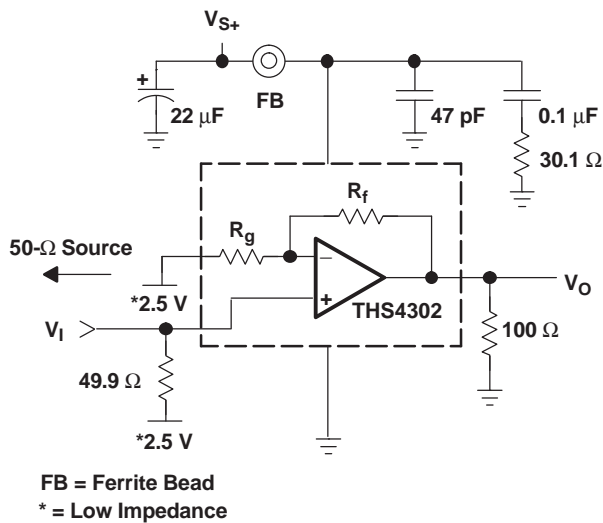 VS+
+
FB
22 μF
47 pF
0.1 μF
30.1 Ω
Rf
Rg
50-Ω Source
*2.5 V
−
+
THS4302
VO
VI
49.9 Ω
100 Ω
*2.5 V
FB = Ferrite Bead
* = Low Impedance